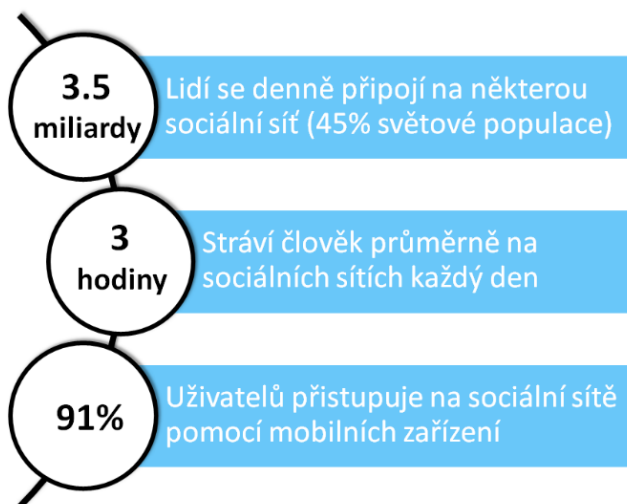 3.5
miliardy
Lidí se denně připojí na některou
sociální síť (45% světové populace)
3
hodiny
Stráví člověk průměrně na
sociálních sítích každý den
91%
Uživatelů přistupuje na sociální sítě
pomocí mobilních zařízení